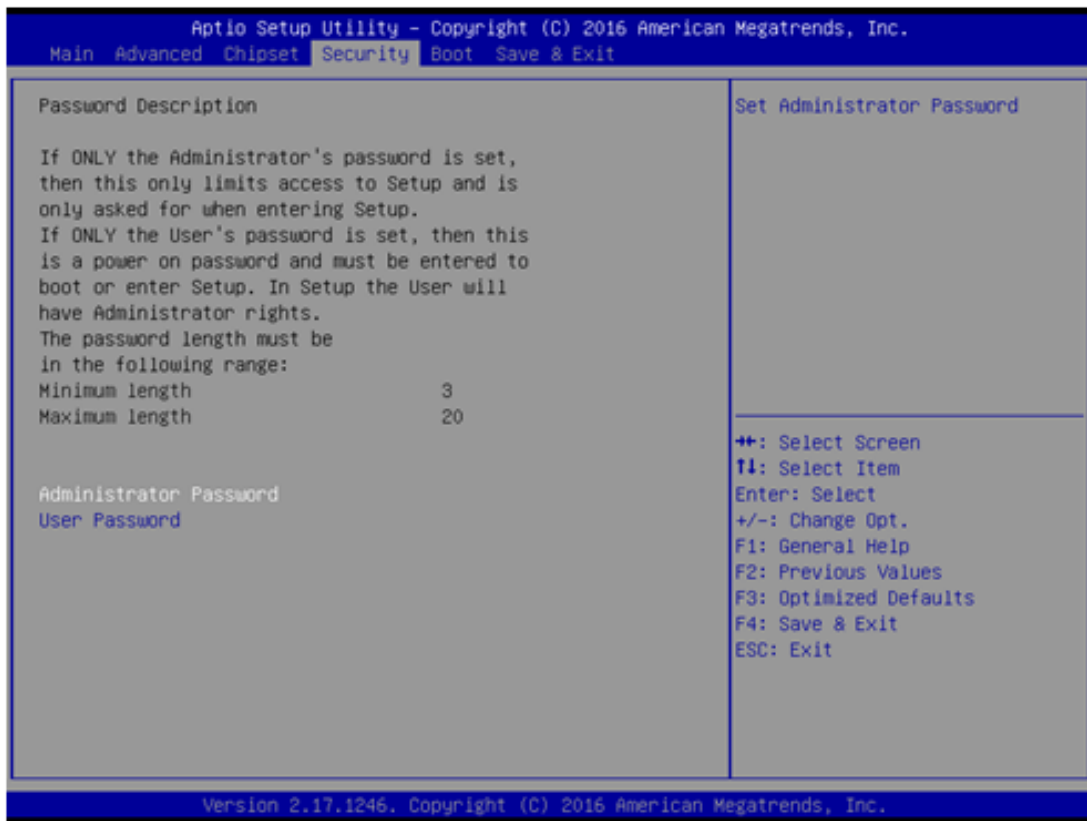 Aptio Setup Utility – Copyright (C) 2016 American Megatrends, Inc.
Main Advanced Chipset Security Boot Save & Exit
Password Description
If ONLY the Administrator's password is set,
then this only limits access to Setup and is
only asked for when entering Setup.
If ONLY the User's password is set, then this
is a power on password and must be entered to
boot or enter Setup. In Setup the User will
have Administrator rights.
The password length must be
in the following range:
Minimum length 3
Maximum length 20
Administrator Password
User Password
Set Administrator Password
→←: Select Screen
↑↓: Select Item
Enter: Select
+/-: Change Opt.
F1: General Help
F2: Previous Values
F3: Optimized Defaults
F4: Save & Exit
ESC: Exit
Version 2.17.1246. Copyright (C) 2016 American Megatrends, Inc.